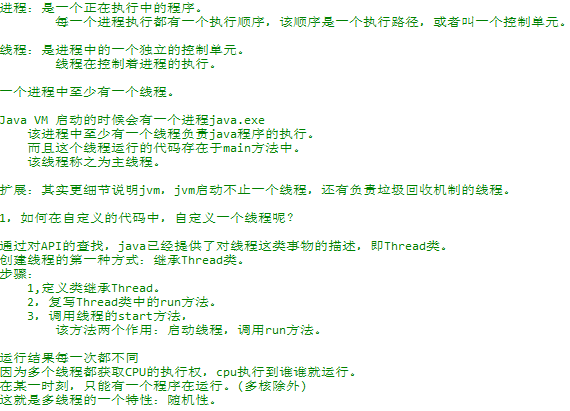 进程：是一个正在执行中的程序。
每一个进程执行都有一个执行顺序，该顺序是一个执行路径，或者叫一个控制单元。
线程：是进程中的一个独立的控制单元。
线程在控制着进程的执行。
一个进程中至少有一个线程。
Java VM 启动的时候会有一个进程java.exe
该进程中至少有一个线程负责java程序的执行。
而且这个线程运行的代码存在于main方法中。
该线程称之为主线程。
扩展：其实更细节说明jvm，jvm启动不止一个线程，还有负责垃圾回收机制的线程。
1，如何在自定义的代码中，自定义一个线程呢？
通过对API的查找，java已经提供了对线程这类事物的描述，即Thread类。
创建线程的第一种方式：继承Thread类。
步骤：
1,定义类继承Thread。
2，复写Thread类中的run方法。
3，调用线程的start方法，
该方法两个作用：启动线程，调用run方法。
运行结果每一次都不同
因为多个线程都获取CPU的执行权，cpu执行到谁谁就运行。
在某一时刻，只能有一个程序在运行。(多核除外)
这就是多线程的一个特性：随机性。